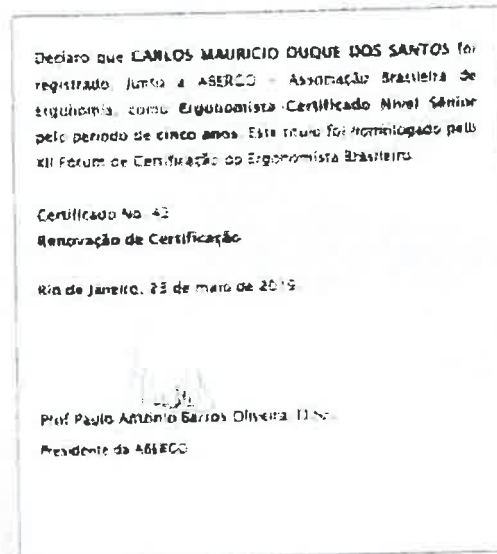 Declaro que CARLOS MAURICIO DUQUE DOS SANTOS foi
registrado, junto a ABERGO – Associação Brasileira de
Ergonomia, como Ergonomista Certificado Nível Sênior
pelo período de cinco anos. Este título foi homologado pelo
XII Fórum de Certificação do Ergonomista Brasileiro.
Certificado No. 42
Renovação de Certificação
Rio de Janeiro, 23 de maio de 2019
Prof. Paulo Antonio Barros Oliveira, D.Sc.
Presidente da ABERGO